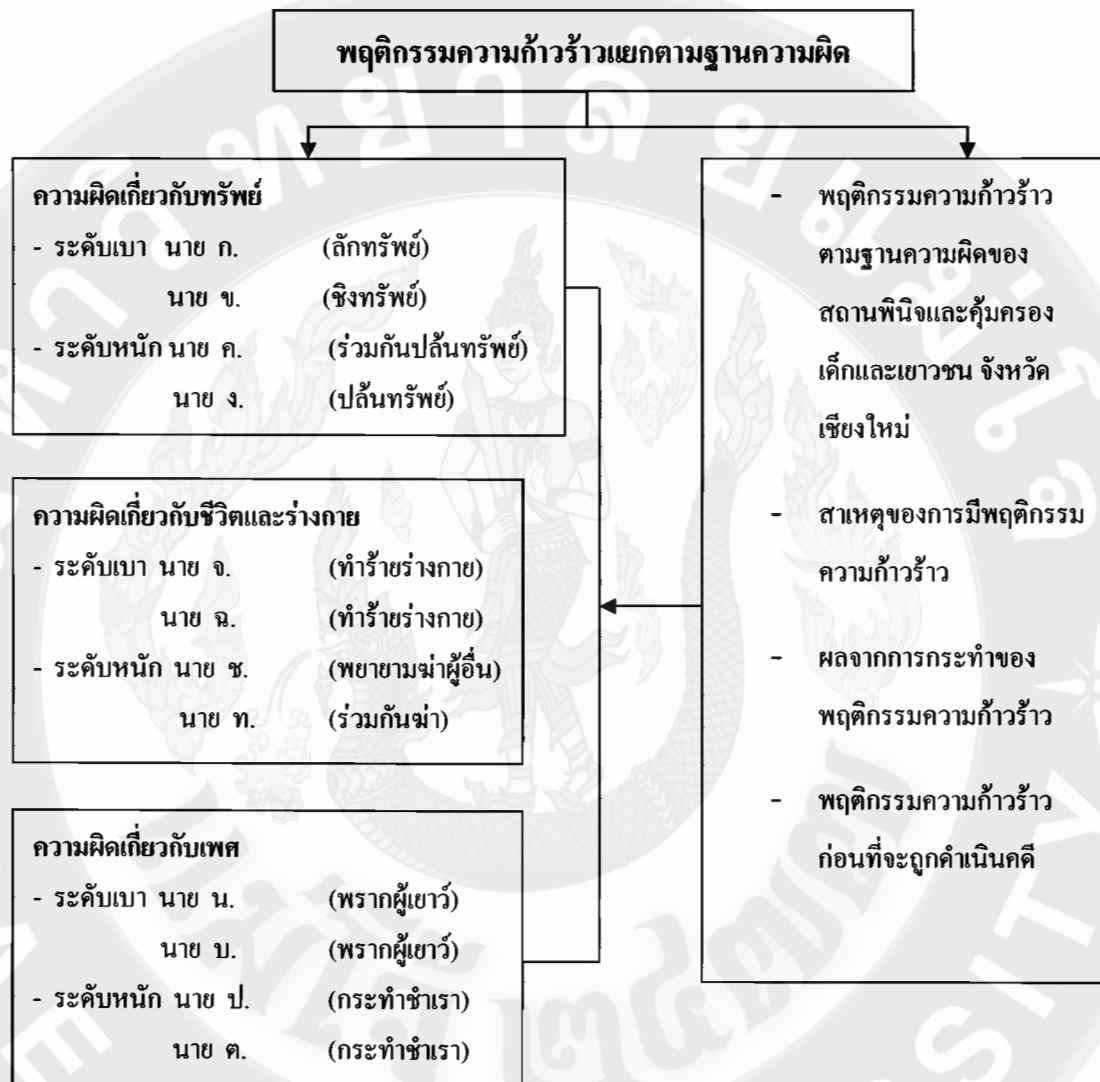 พฤติกรรมความก้าวร้าวแยกตามฐานความผิด
ความผิดเกี่ยวกับทรัพย์
- ระดับเบา นาย ก. (ลักทรัพย์)
นาย ข. (ชิงทรัพย์)
- ระดับหนัก นาย ค. (ร่วมกันปล้นทรัพย์)
นาย ง. (ปล้นทรัพย์)
ความผิดเกี่ยวกับชีวิตและร่างกาย
- ระดับเบา นาย จ. (ทำร้ายร่างกาย)
นาย ฉ. (ทำร้ายร่างกาย)
- ระดับหนัก นาย ช. (พยายามฆ่าผู้อื่น)
นาย ท. (ร่วมกันฆ่า)
ความผิดเกี่ยวกับเพศ
- ระดับเบา นาย น. (พรากผู้เยาว์)
นาย บ. (พรากผู้เยาว์)
- ระดับหนัก นาย ป. (กระทำชำเรา)
นาย ต. (กระทำชำเรา)
- พฤติกรรมความก้าวร้าว
ตามฐานความผิดของ
สถานพินิจและคุ้มครอง
เด็กและเยาวชน จังหวัด
เชียงใหม่
- สาเหตุของการมีพฤติกรรม
ความก้าวร้าว
- ผลจากการกระทำของ
พฤติกรรมความก้าวร้าว
- พฤติกรรมความก้าวร้าว
ก่อนที่จะถูกดำเนินคดี